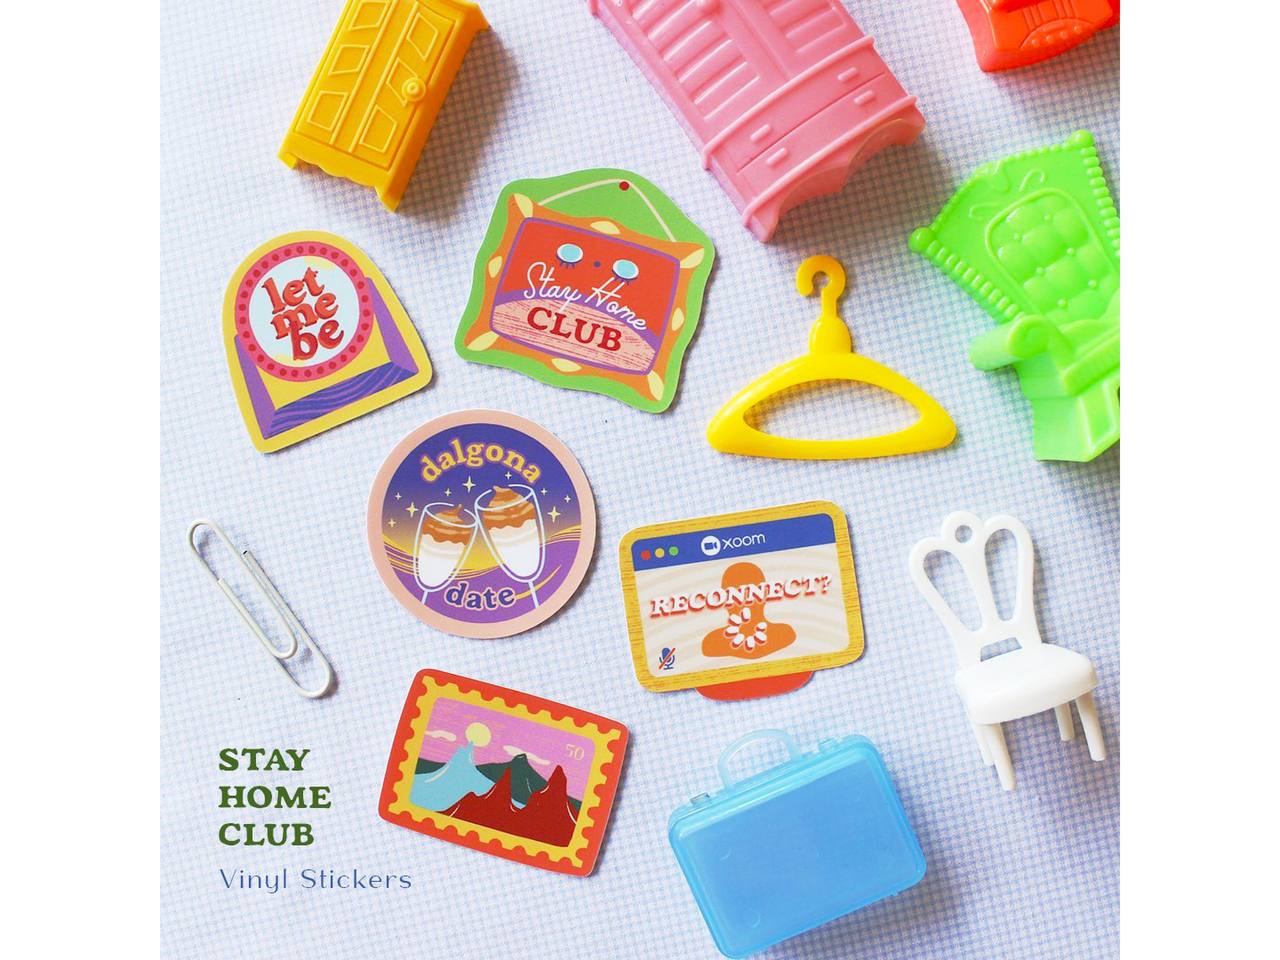 let
me
be
Stay Home
CLUB
dalgona
date
xoom
RECONNECT?
50
STAY
HOME
CLUB
Vinyl Stickers